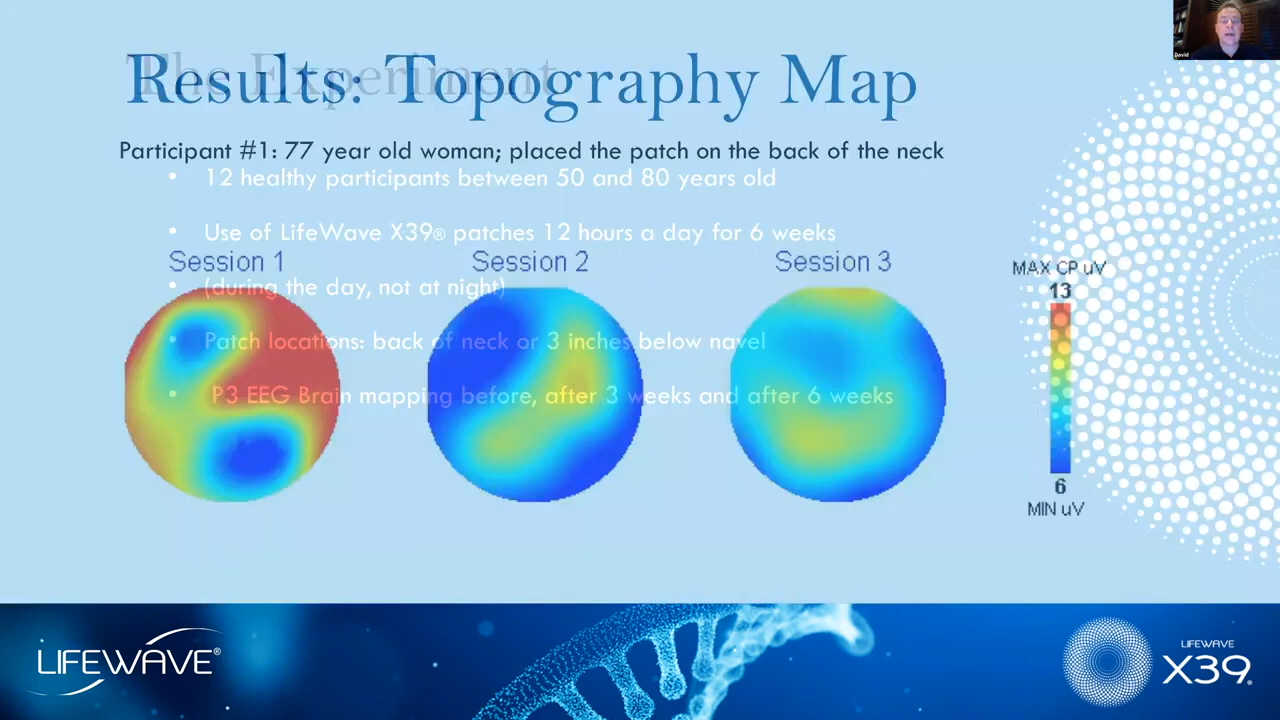 The Experiment
Results: Topography Map
Participant #1: 77 year old woman; placed the patch on the back of the neck
• 12 healthy participants between 50 and 80 years old
• Use of LifeWave X39® patches 12 hours a day for 6 weeks
Session 1 Session 2 Session 3
MAX CP uV
• (during the day, not at night)
13
• Patch locations: back of neck or 3 inches below navel
• P3 EEG Brain mapping before, after 3 weeks and after 6 weeks
6
MIN uV
LIFEWAVE®
LIFEWAVE
X39®
David